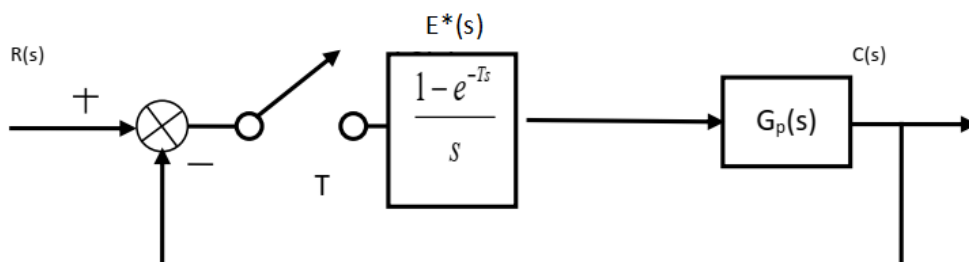 E*(s)
R(s)
C(s)
+
1 − e^{−Ts}
s
G_p(s)
−
T